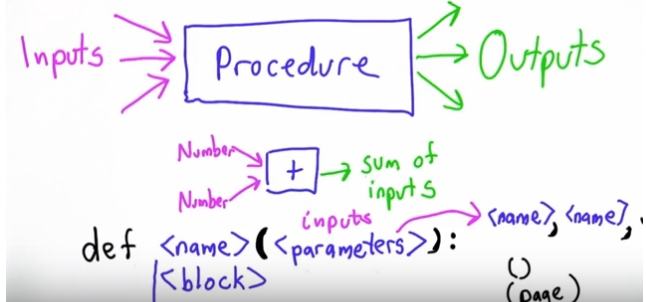 Inputs Procedure Outputs
Number + sum of
Number inputs
inputs
def <name>(<parameters>): <name>, <name>,
<block> ()
(page)